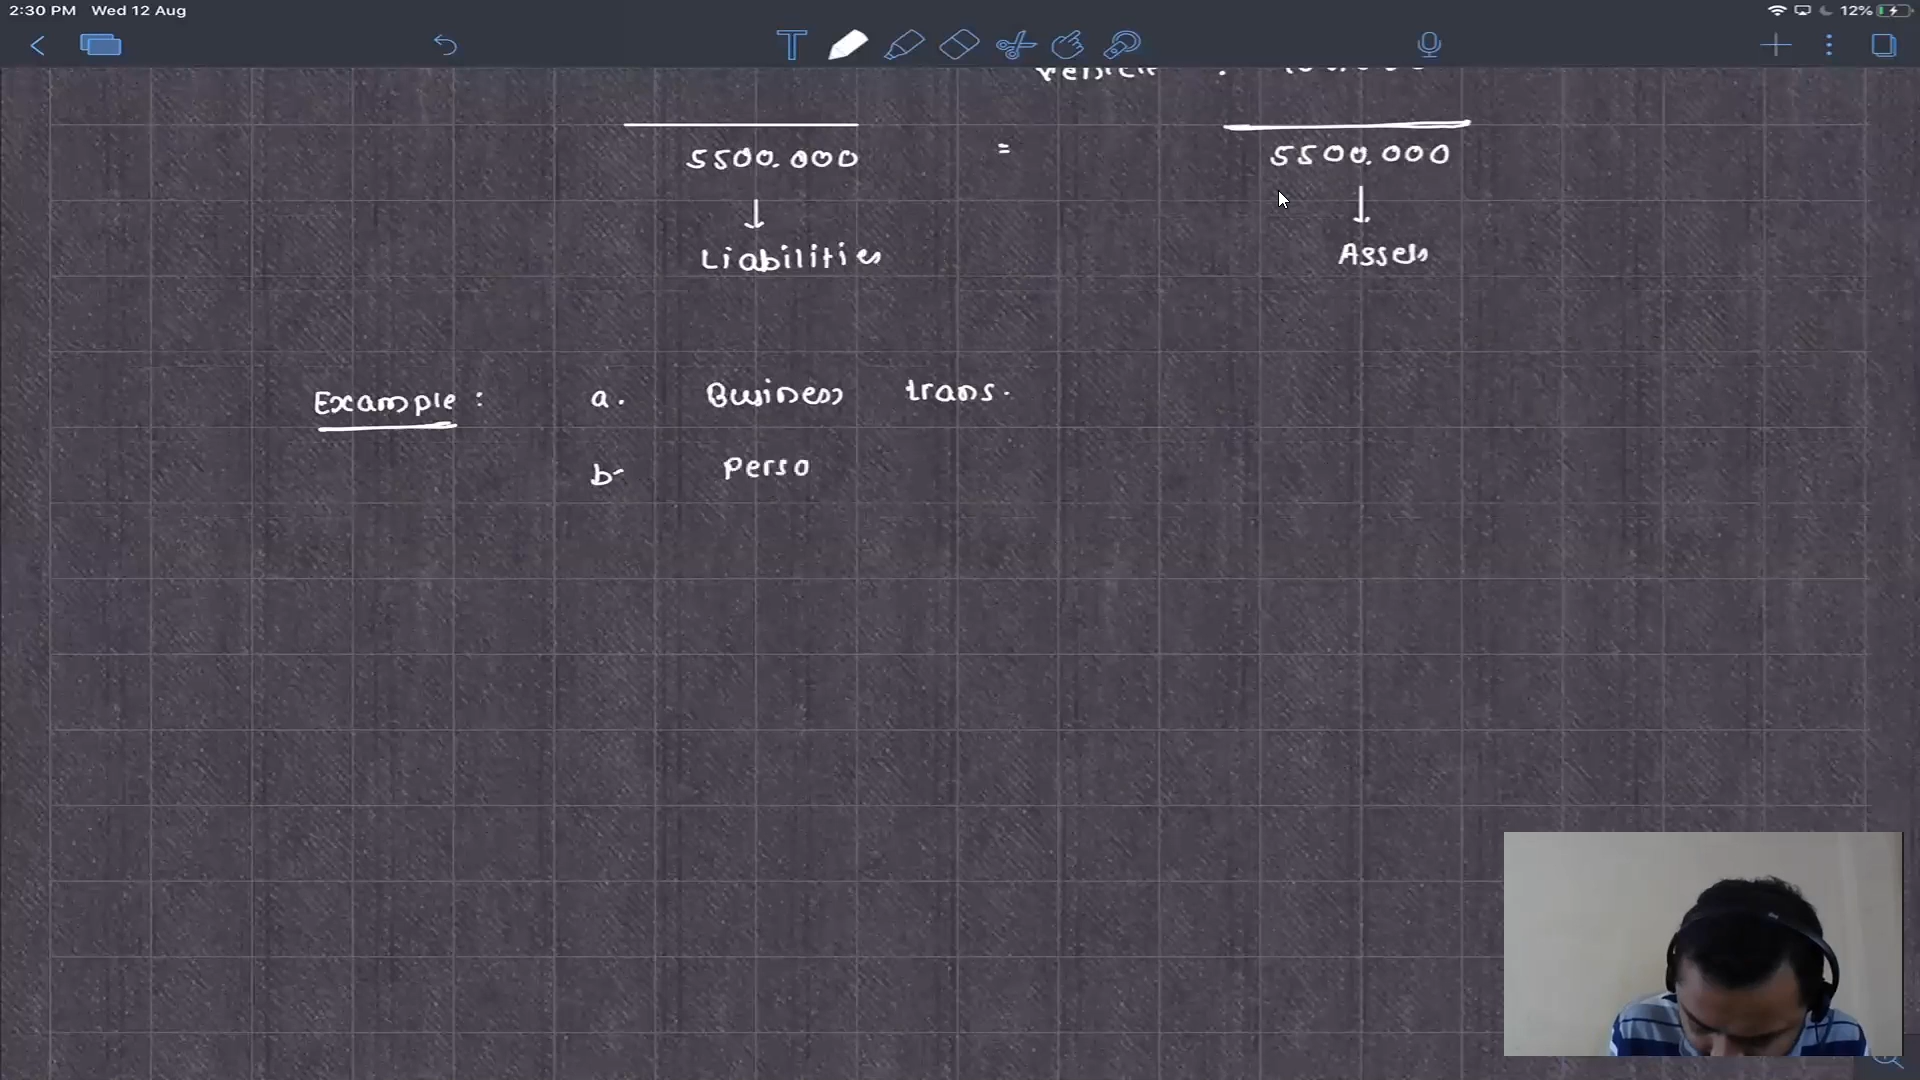 2:30 PM Wed 12 Aug 12%
5500.000 = 5500.000
Liabilities Assets
Example : a. Business trans.
b- Perso